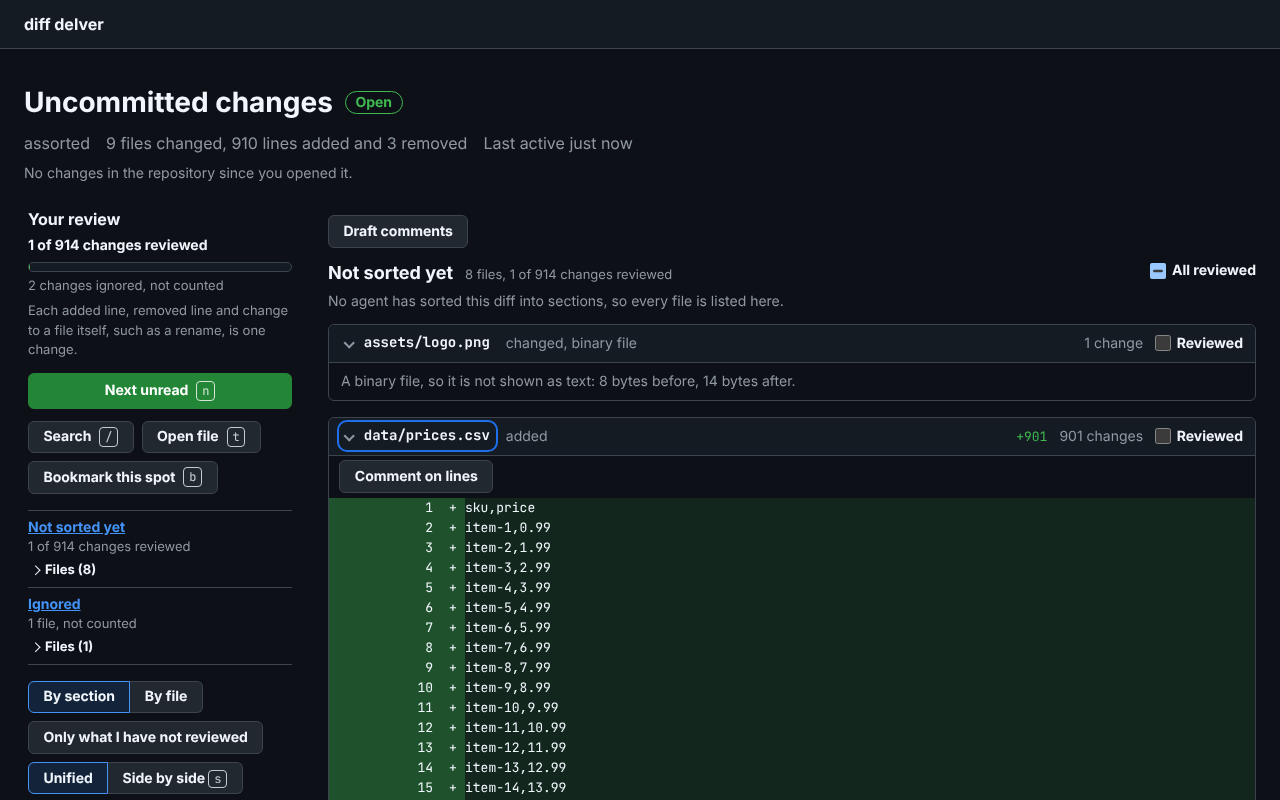 diff delver
Uncommitted changes Open
assorted 9 files changed, 910 lines added and 3 removed Last active just now
No changes in the repository since you opened it.
Your review
1 of 914 changes reviewed
2 changes ignored, not counted
Each added line, removed line and change
to a file itself, such as a rename, is one
change.
Next unread n
Search / Open file t
Bookmark this spot b
Not sorted yet
1 of 914 changes reviewed
Files (8)
Ignored
1 file, not counted
Files (1)
By section By file
Only what I have not reviewed
Unified Side by side s
Draft comments
Not sorted yet 8 files, 1 of 914 changes reviewed All reviewed
No agent has sorted this diff into sections, so every file is listed here.
assets/logo.png changed, binary file 1 change Reviewed
A binary file, so it is not shown as text: 8 bytes before, 14 bytes after.
data/prices.csv added +901 901 changes Reviewed
Comment on lines
1 + sku,price
2 + item-1,0.99
3 + item-2,1.99
4 + item-3,2.99
5 + item-4,3.99
6 + item-5,4.99
7 + item-6,5.99
8 + item-7,6.99
9 + item-8,7.99
10 + item-9,8.99
11 + item-10,9.99
12 + item-11,10.99
13 + item-12,11.99
14 + item-13,12.99
15 + item-14,13.99